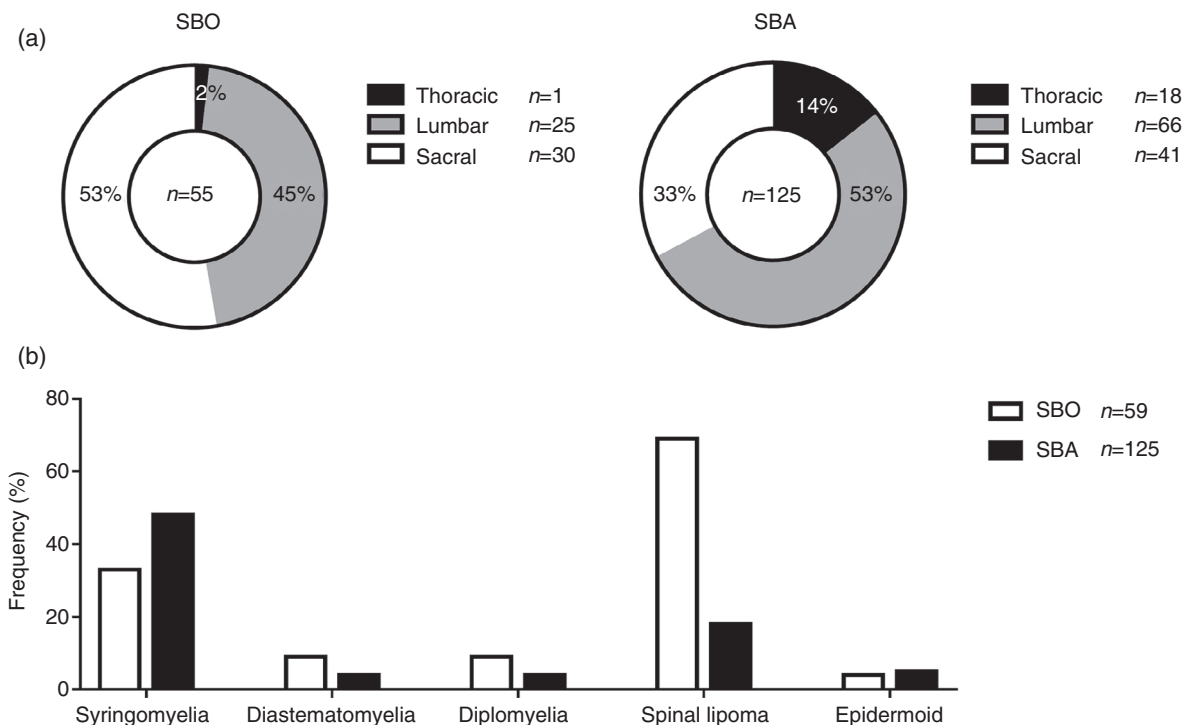 (a)
SBO
2%
45%
53%
n=55
Thoracic n=1
Lumbar n=25
Sacral n=30
SBA
14%
53%
33%
n=125
Thoracic n=18
Lumbar n=66
Sacral n=41
(b)
Frequency (%)
80
60
40
20
0
Syringomyelia
Diastematomyelia
Diplomyelia
Spinal lipoma
Epidermoid
SBO n=59
SBA n=125